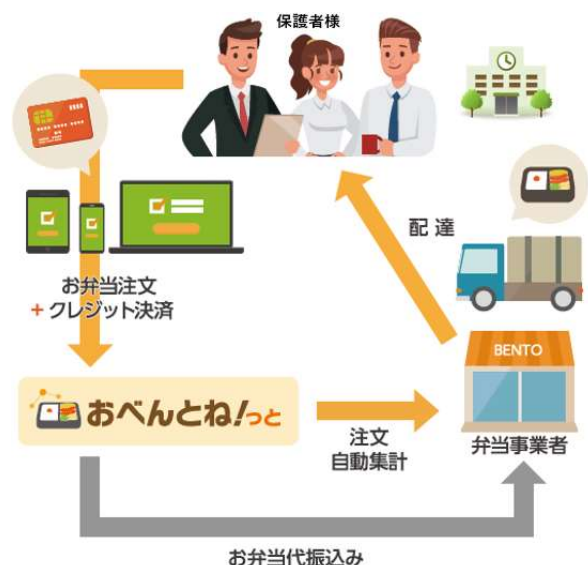 保護者様
配達
お弁当注文
+クレジット決済
BENTO
おべんとね!っと
注文
自動集計
弁当事業者
お弁当代振込み